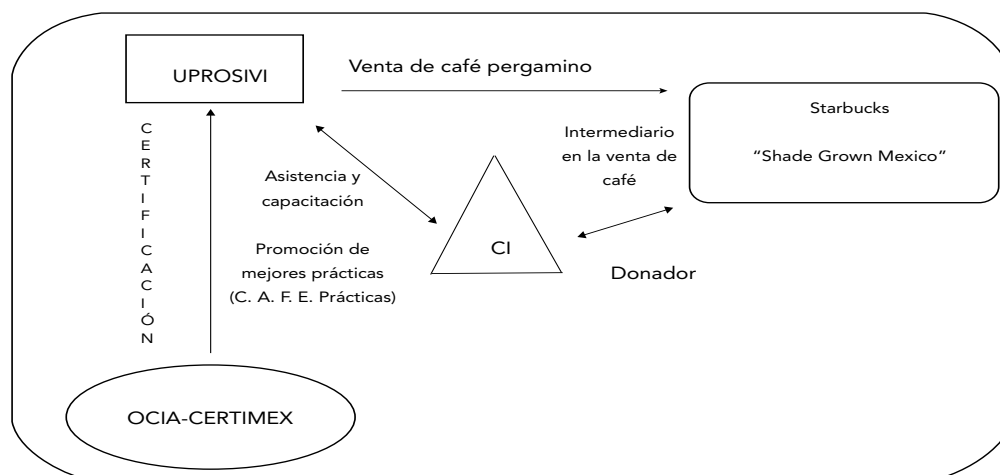 UPROSIVI
Venta de café pergamino
Starbucks
"Shade Grown Mexico"
CERTIFICACIÓN
Asistencia y
capacitación
Promoción de
mejores prácticas
(C. A. F. E. Prácticas)
Intermediario
en la venta de
café
CI
Donador
OCIA-CERTIMEX